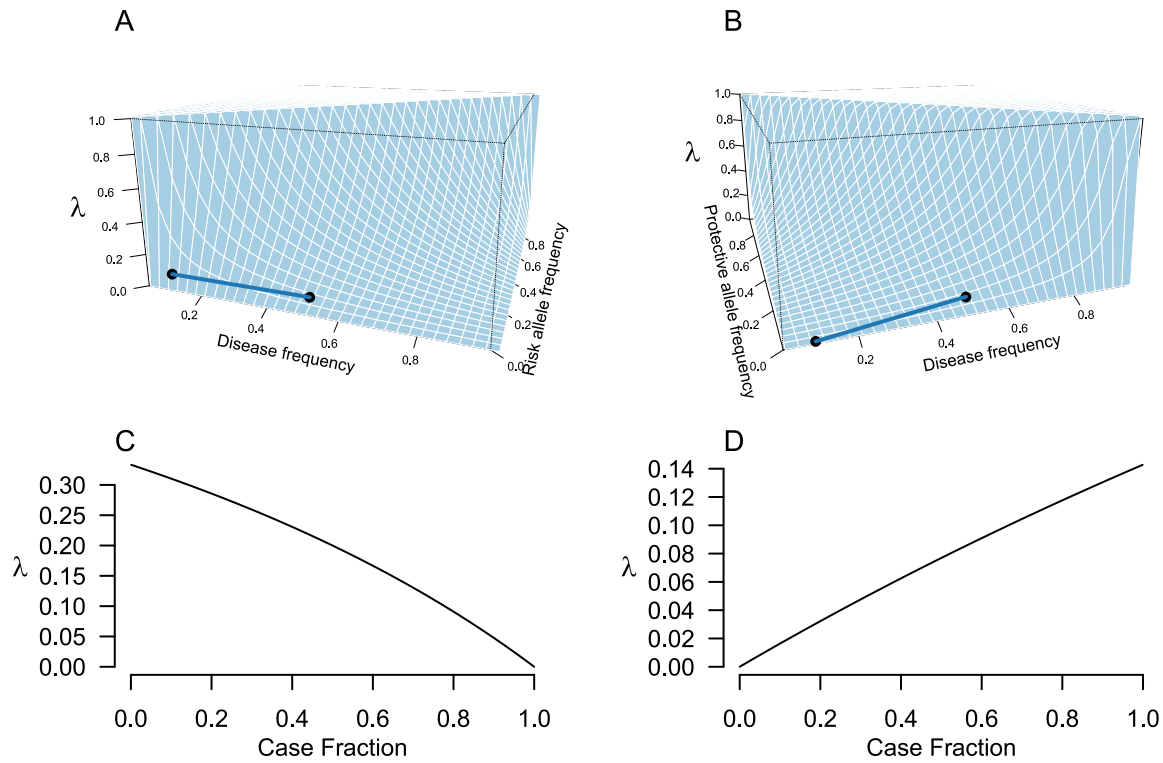 A
1.0
0.8
0.6
0.4
0.2
0.0
λ
0.2
0.4
0.6
0.8
Disease frequency
0.0
0.2
0.4
0.6
0.8
Risk allele frequency
B
1.0
0.8
0.6
0.4
0.2
0.0
λ
0.8
0.6
0.4
0.2
0.0
Protective allele frequency
0.2
0.4
0.6
0.8
Disease frequency
C
0.30
0.25
0.20
0.15
0.10
0.05
0.00
λ
0.0 0.2 0.4 0.6 0.8 1.0
Case Fraction
D
0.14
0.12
0.10
0.08
0.06
0.04
0.02
0.00
λ
0.0 0.2 0.4 0.6 0.8 1.0
Case Fraction